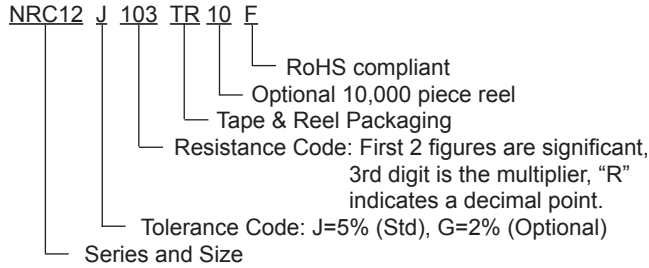 NRC12 J 103 TR 10 F
RoHS compliant
Optional 10,000 piece reel
Tape & Reel Packaging
Resistance Code: First 2 figures are significant,
3rd digit is the multiplier, “R”
indicates a decimal point.
Tolerance Code: J=5% (Std), G=2% (Optional)
Series and Size